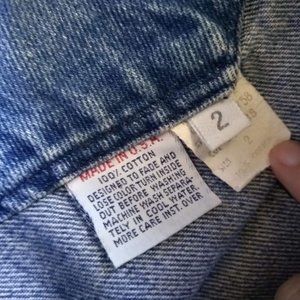 MADE IN U.S.A.
100% COTTON
DESIGNED TO FADE AND
LOSE COLOR TURN INSIDE
OUT BEFORE WASHING
MACHINE WASH SEPARA-
TELY IN COOL WATER.
MORE CARE INST OVER
2
2